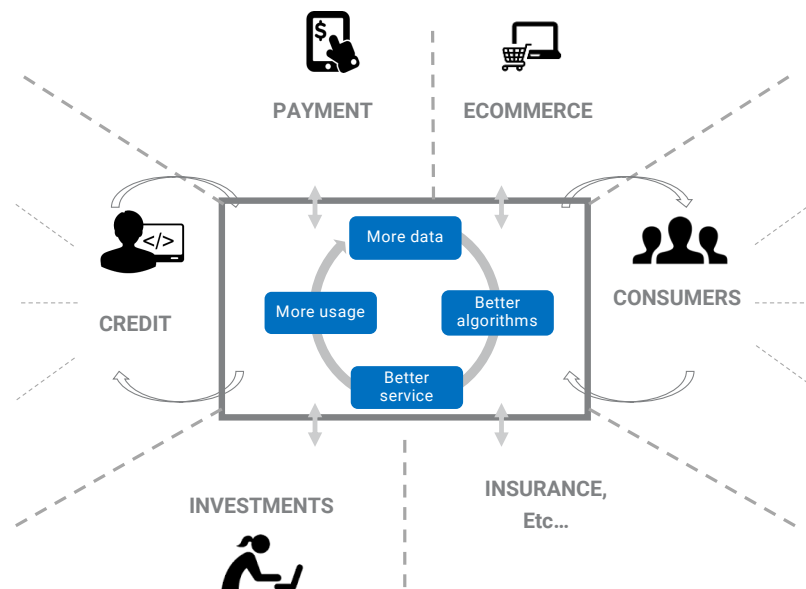 $
PAYMENT
ECOMMERCE
</>
CREDIT
More data
More usage
Better
algorithms
Better
service
CONSUMERS
INVESTMENTS
INSURANCE,
Etc...